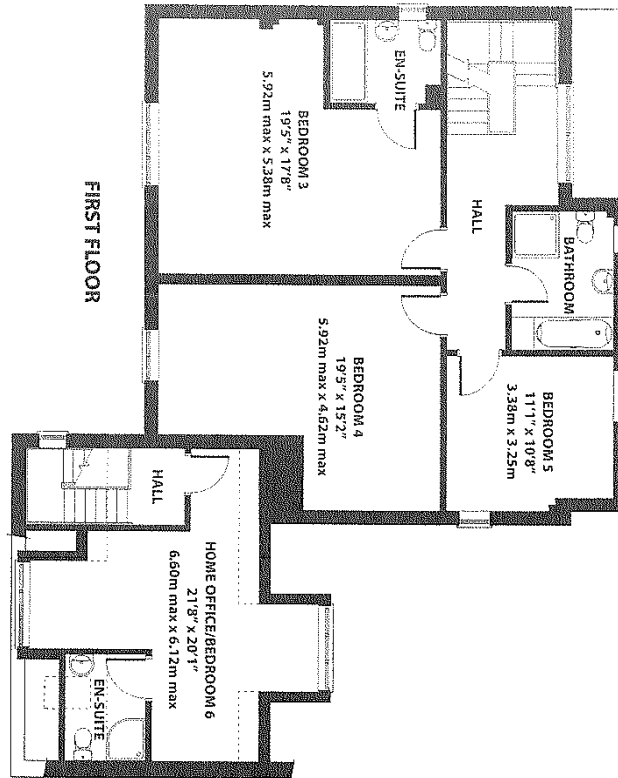 EN-SUITE
BEDROOM 3
19'5" x 17'8"
5.92m max x 5.38m max
HALL
BATHROOM
BEDROOM 4
19'5" x 15'2"
5.92m max x 4.62m max
BEDROOM 5
11'1" x 10'8"
3.38m x 3.25m
FIRST FLOOR
HALL
HOME OFFICE/BEDROOM 6
21'8" x 20'1"
6.60m max x 6.12m max
EN-SUITE